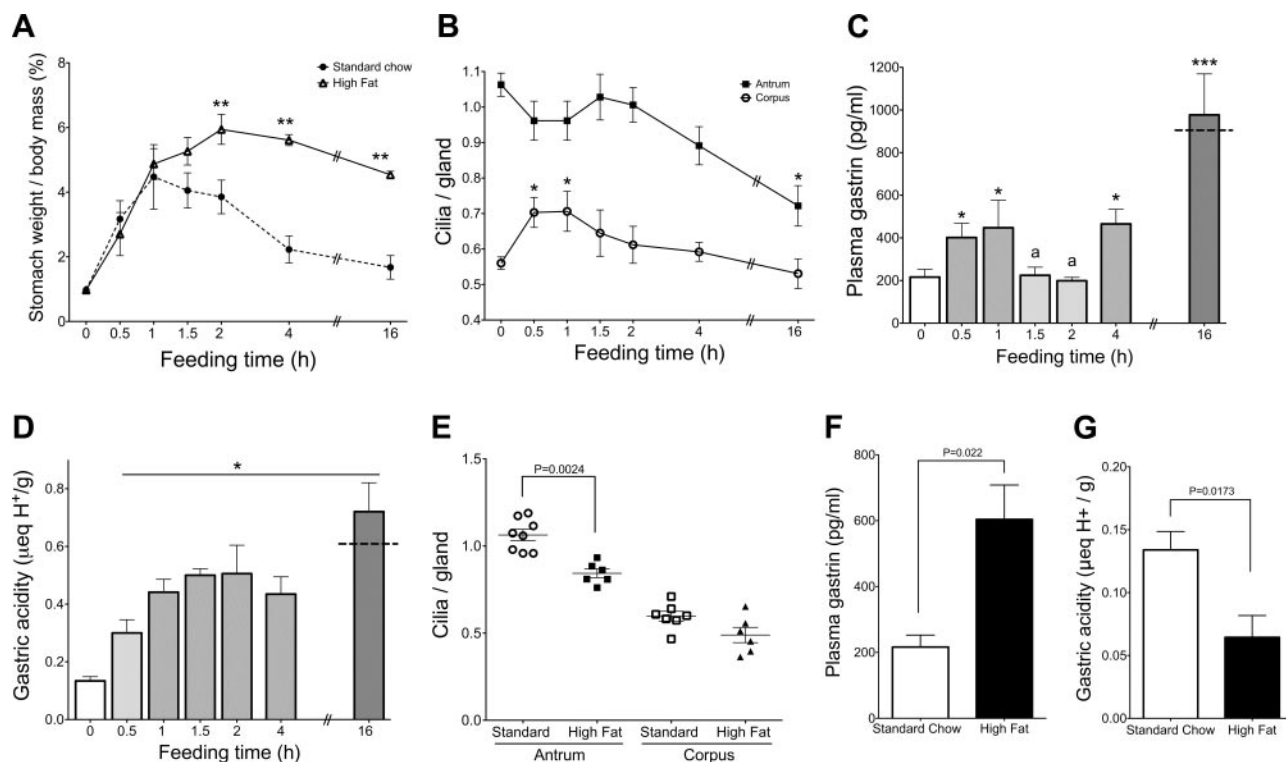 A
Stomach weight / body mass (%)
8
6
4
2
0
Standard chow
High Fat
**
**
**
0 0.5 1 1.5 2 4 // 16
Feeding time (h)
B
Cilia / gland
1.1
1.0
0.9
0.8
0.7
0.6
0.5
0.4
Antrum
Corpus
* * *
0 0.5 1 1.5 2 4 // 16
Feeding time (h)
C
Plasma gastrin (pg/ml)
1200
1000
800
600
400
200
0
***
* * a a *
0 0.5 1 1.5 2 4 // 16
Feeding time (h)
D
Gastric acidity (µeq H+/g)
1.0
0.8
0.6
0.4
0.2
0.0
*
0 0.5 1 1.5 2 4 // 16
Feeding time (h)
E
Cilia / gland
1.5
1.0
0.5
0.0
P=0.0024
Standard High Fat Standard High Fat
Antrum Corpus
F
Plasma gastrin (pg/ml)
800
600
400
200
0
P=0.022
Standard Chow High Fat
G
Gastric acidity (µeq H+ / g)
0.20
0.15
0.10
0.05
0.00
P=0.0173
Standard Chow High Fat